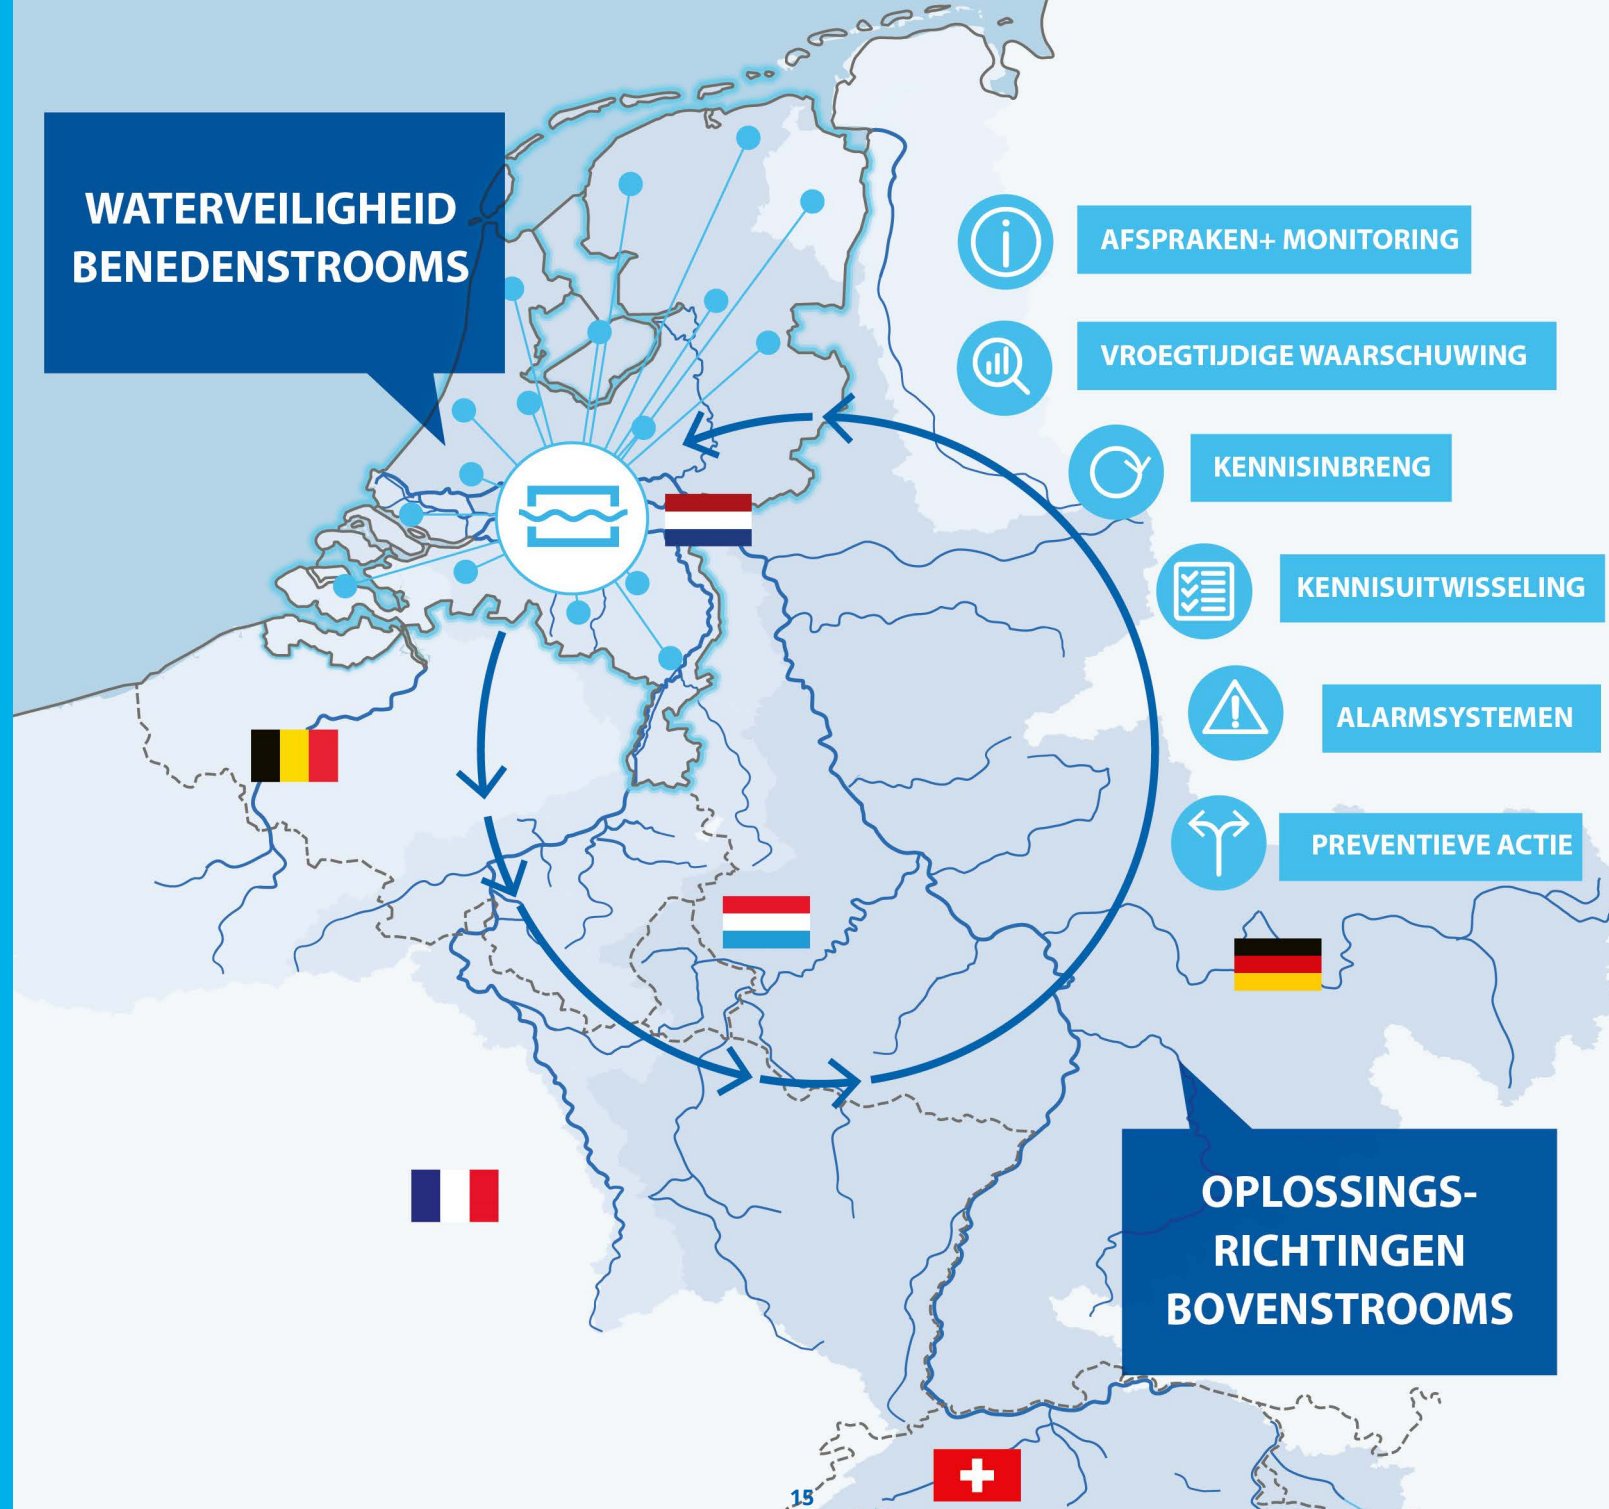 WATERVEILIGHEID
BENEDENSTROOMS
AFSPRAKEN+ MONITORING
VROEGTIJDIGE WAARSCHUWING
KENNISINBRENG
KENNISUITWISSELING
ALARMSYSTEMEN
PREVENTIEVE ACTIE
OPLOSSINGS-
RICHTINGEN
BOVENSTROOMS
15